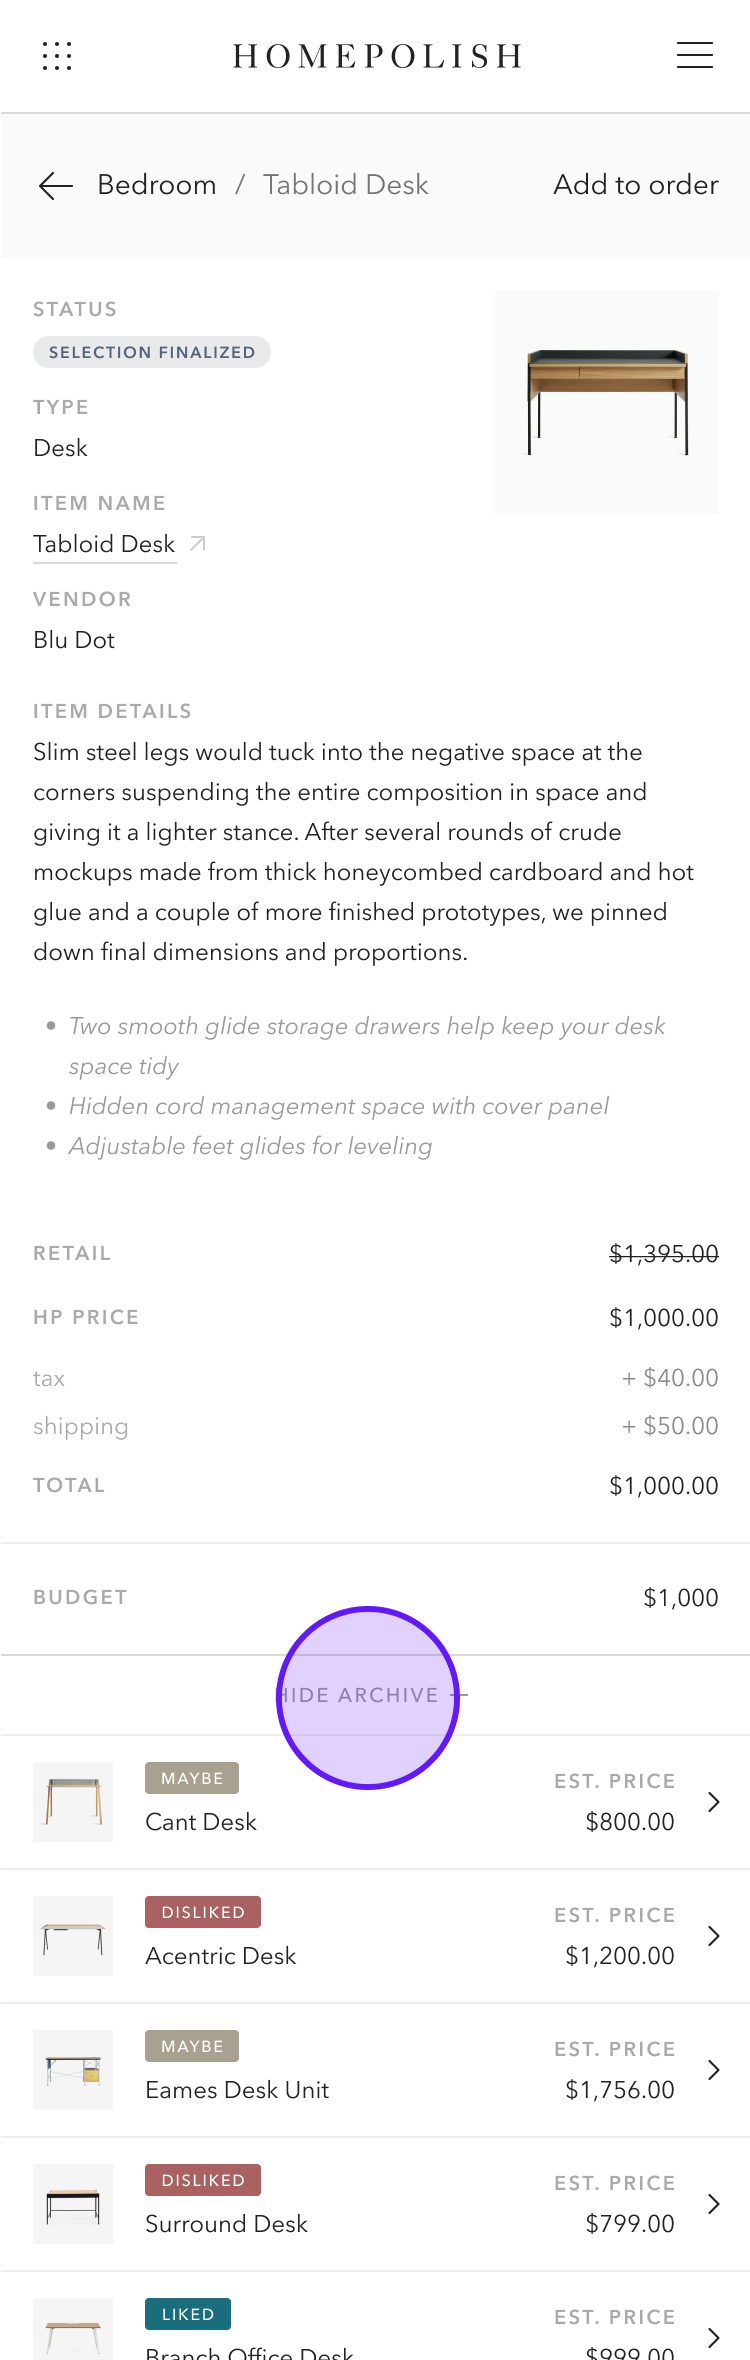 HOMEPOLISH
Bedroom / Tabloid Desk Add to order
STATUS
SELECTION FINALIZED
TYPE
Desk
ITEM NAME
Tabloid Desk
VENDOR
Blu Dot
ITEM DETAILS
Slim steel legs would tuck into the negative space at the
corners suspending the entire composition in space and
giving it a lighter stance. After several rounds of crude
mockups made from thick honeycombed cardboard and hot
glue and a couple of more finished prototypes, we pinned
down final dimensions and proportions.
• Two smooth glide storage drawers help keep your desk
space tidy
• Hidden cord management space with cover panel
• Adjustable feet glides for leveling
RETAIL $1,395.00
HP PRICE $1,000.00
tax + $40.00
shipping + $50.00
TOTAL $1,000.00
BUDGET $1,000
HIDE ARCHIVE —
MAYBE EST. PRICE
Cant Desk $800.00
DISLIKED EST. PRICE
Acentric Desk $1,200.00
MAYBE EST. PRICE
Eames Desk Unit $1,756.00
DISLIKED EST. PRICE
Surround Desk $799.00
LIKED EST. PRICE
Branch Office Desk $999.00